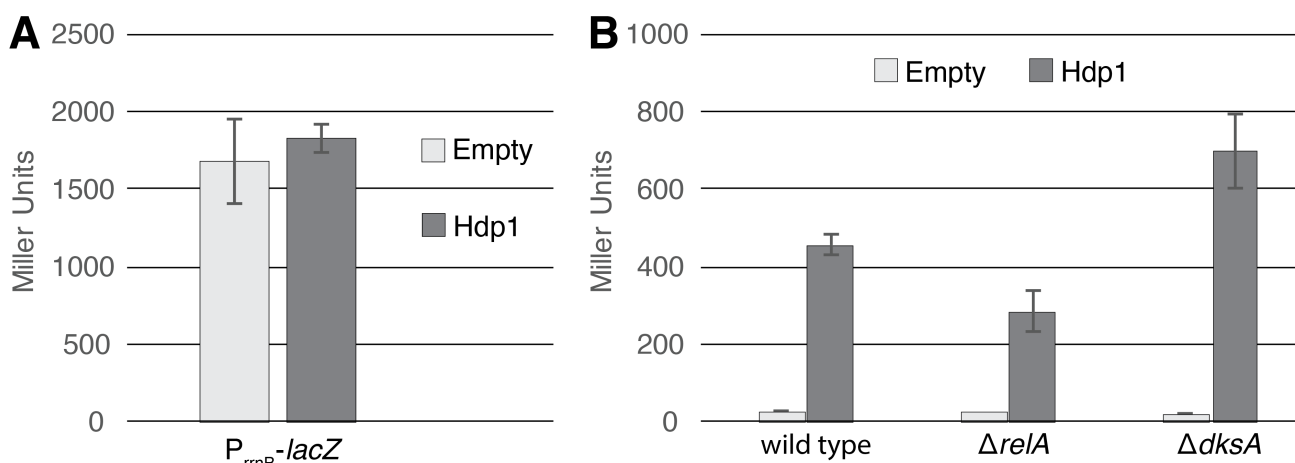 A
2500
2000
1500
1000
500
0
Miller Units
Empty
Hdp1
PrrnB-lacZ
B
1000
800
600
400
200
0
Miller Units
Empty
Hdp1
wild type
ΔrelA
ΔdksA